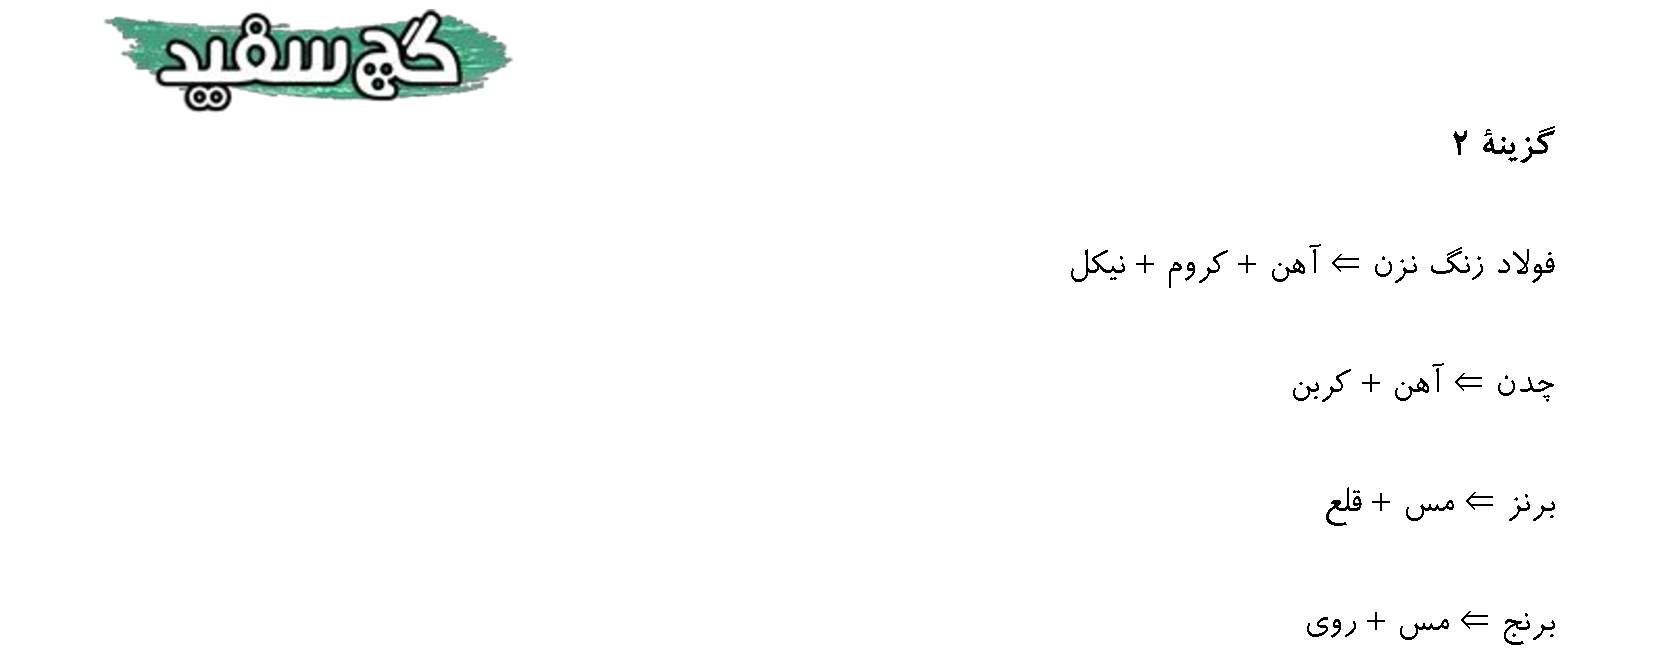 گچ سفید
گزینهٔ ۲
فولاد زنگ نزن ⇐ آهن + کروم + نیکل
چدن ⇐ آهن + کربن
برنز ⇐ مس + قلع
برنج ⇐ مس + روی